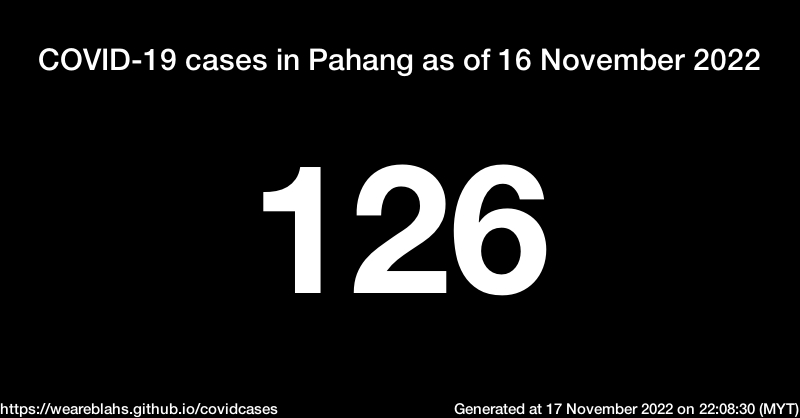 COVID-19 cases in Pahang as of 16 November 2022
126
https://weareblahs.github.io/covidcases
Generated at 17 November 2022 on 22:08:30 (MYT)